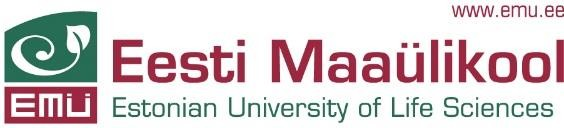 www.emu.ee
Eesti Maaülikool
EMÜ
Estonian University of Life Sciences